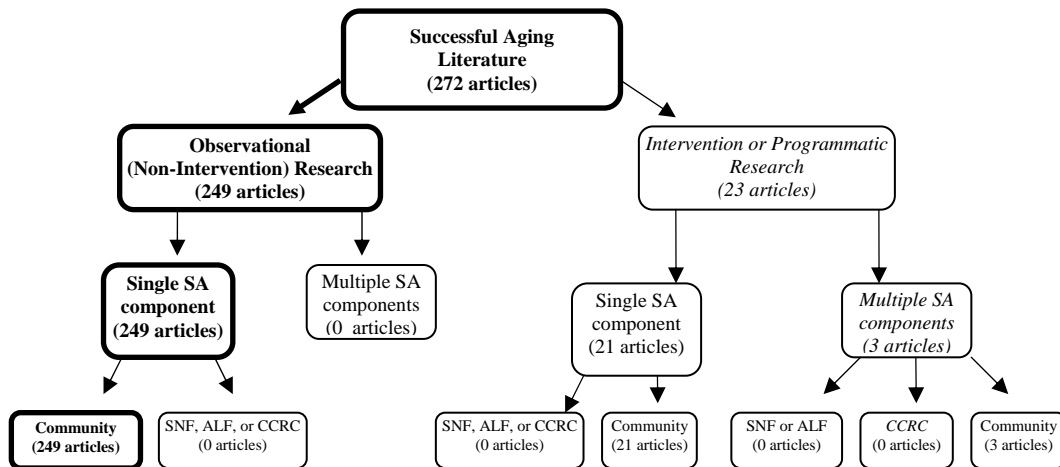 Successful Aging
Literature
(272 articles)
Observational
(Non-Intervention) Research
(249 articles)
Intervention or Programmatic
Research
(23 articles)
Single SA
component
(249 articles)
Multiple SA
components
(0 articles)
Single SA
component
(21 articles)
Multiple SA
components
(3 articles)
Community
(249 articles)
SNF, ALF, or CCRC
(0 articles)
SNF, ALF, or CCRC
(0 articles)
Community
(21 articles)
SNF or ALF
(0 articles)
CCRC
(0 articles)
Community
(3 articles)